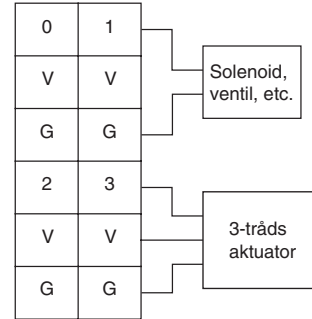 0 1
V V
G G
2 3
V V
G G
Solenoid,
ventil, etc.
3-tråds
aktuator